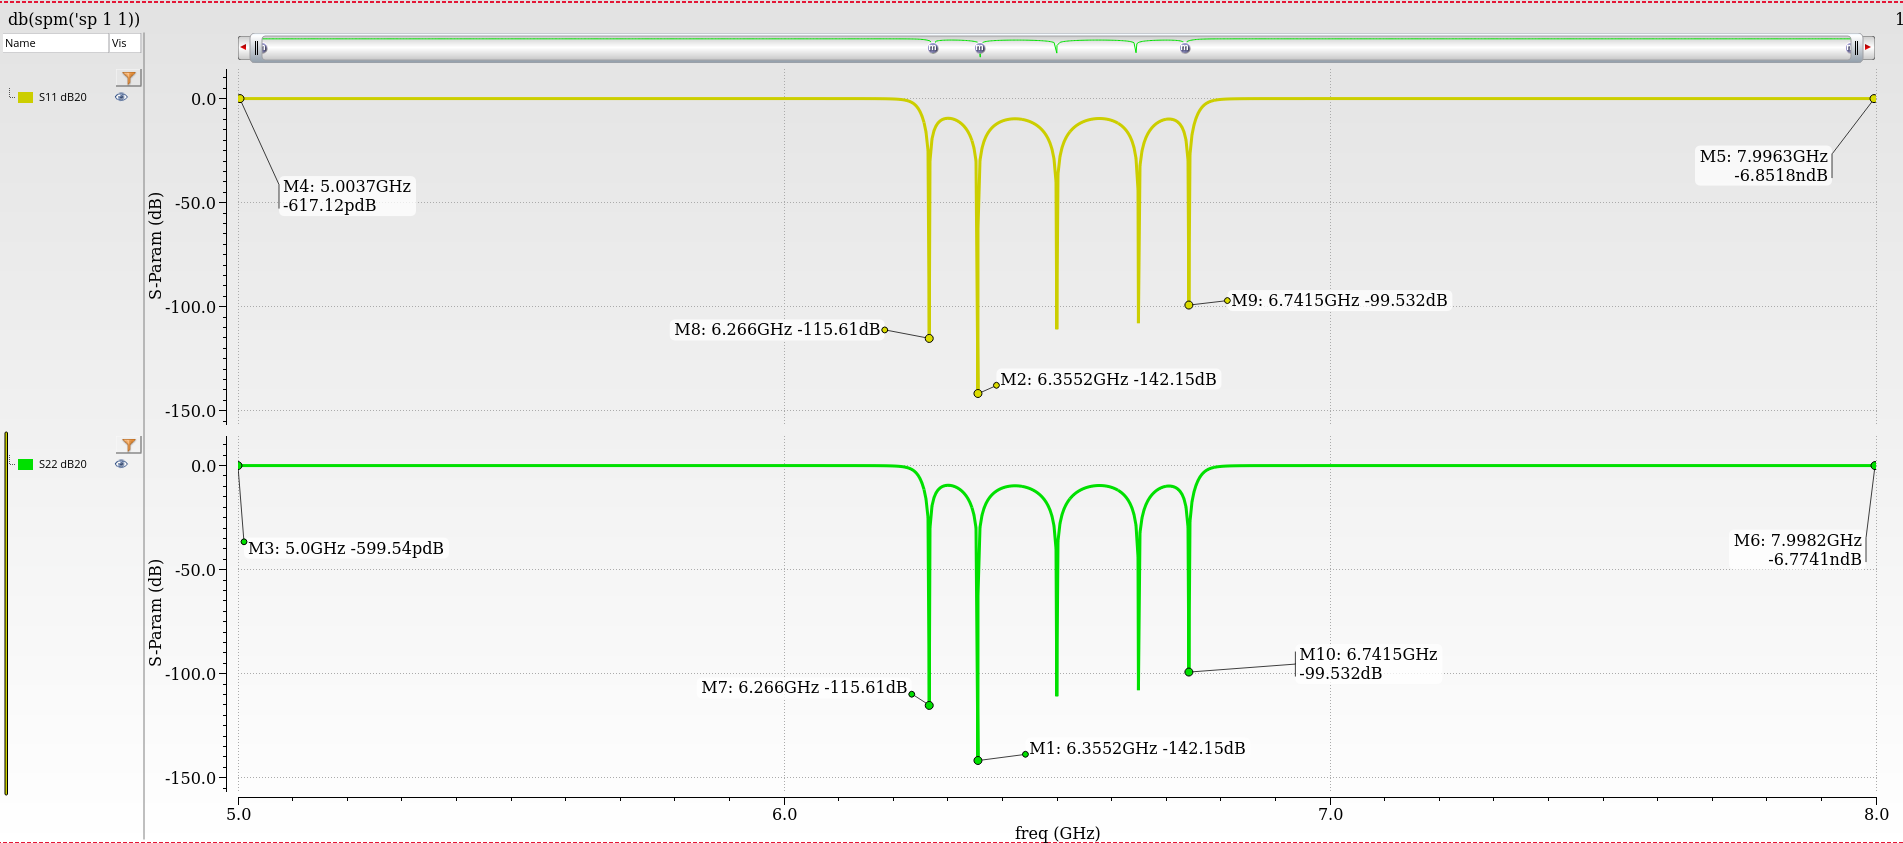 db(spm('sp 1 1))
1
Name Vis
S11 dB20
0.0
-50.0
-100.0
-150.0
S-Param (dB)
M4: 5.0037GHz
-617.12pdB
M5: 7.9963GHz
-6.8518ndB
M9: 6.7415GHz -99.532dB
M8: 6.266GHz -115.61dB
M2: 6.3552GHz -142.15dB
S22 dB20
0.0
-50.0
-100.0
-150.0
S-Param (dB)
M3: 5.0GHz -599.54pdB
M6: 7.9982GHz
-6.7741ndB
M10: 6.7415GHz
-99.532dB
M7: 6.266GHz -115.61dB
M1: 6.3552GHz -142.15dB
5.0 6.0 7.0 8.0
freq (GHz)